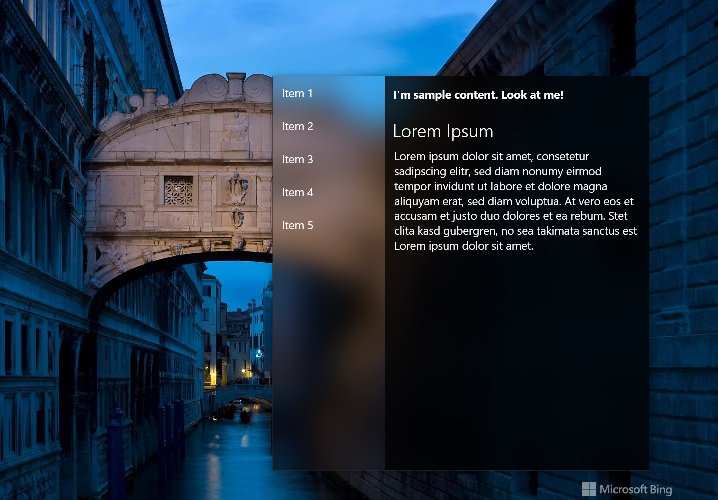 Item 1
Item 2
Item 3
Item 4
Item 5
I'm sample content. Look at me!
Lorem Ipsum
Lorem ipsum dolor sit amet, consetetur
sadipscing elitr, sed diam nonumy eirmod
tempor invidunt ut labore et dolore magna
aliquyam erat, sed diam voluptua. At vero eos et
accusam et justo duo dolores et ea rebum. Stet
clita kasd gubergren, no sea takimata sanctus est
Lorem ipsum dolor sit amet.
Microsoft Bing